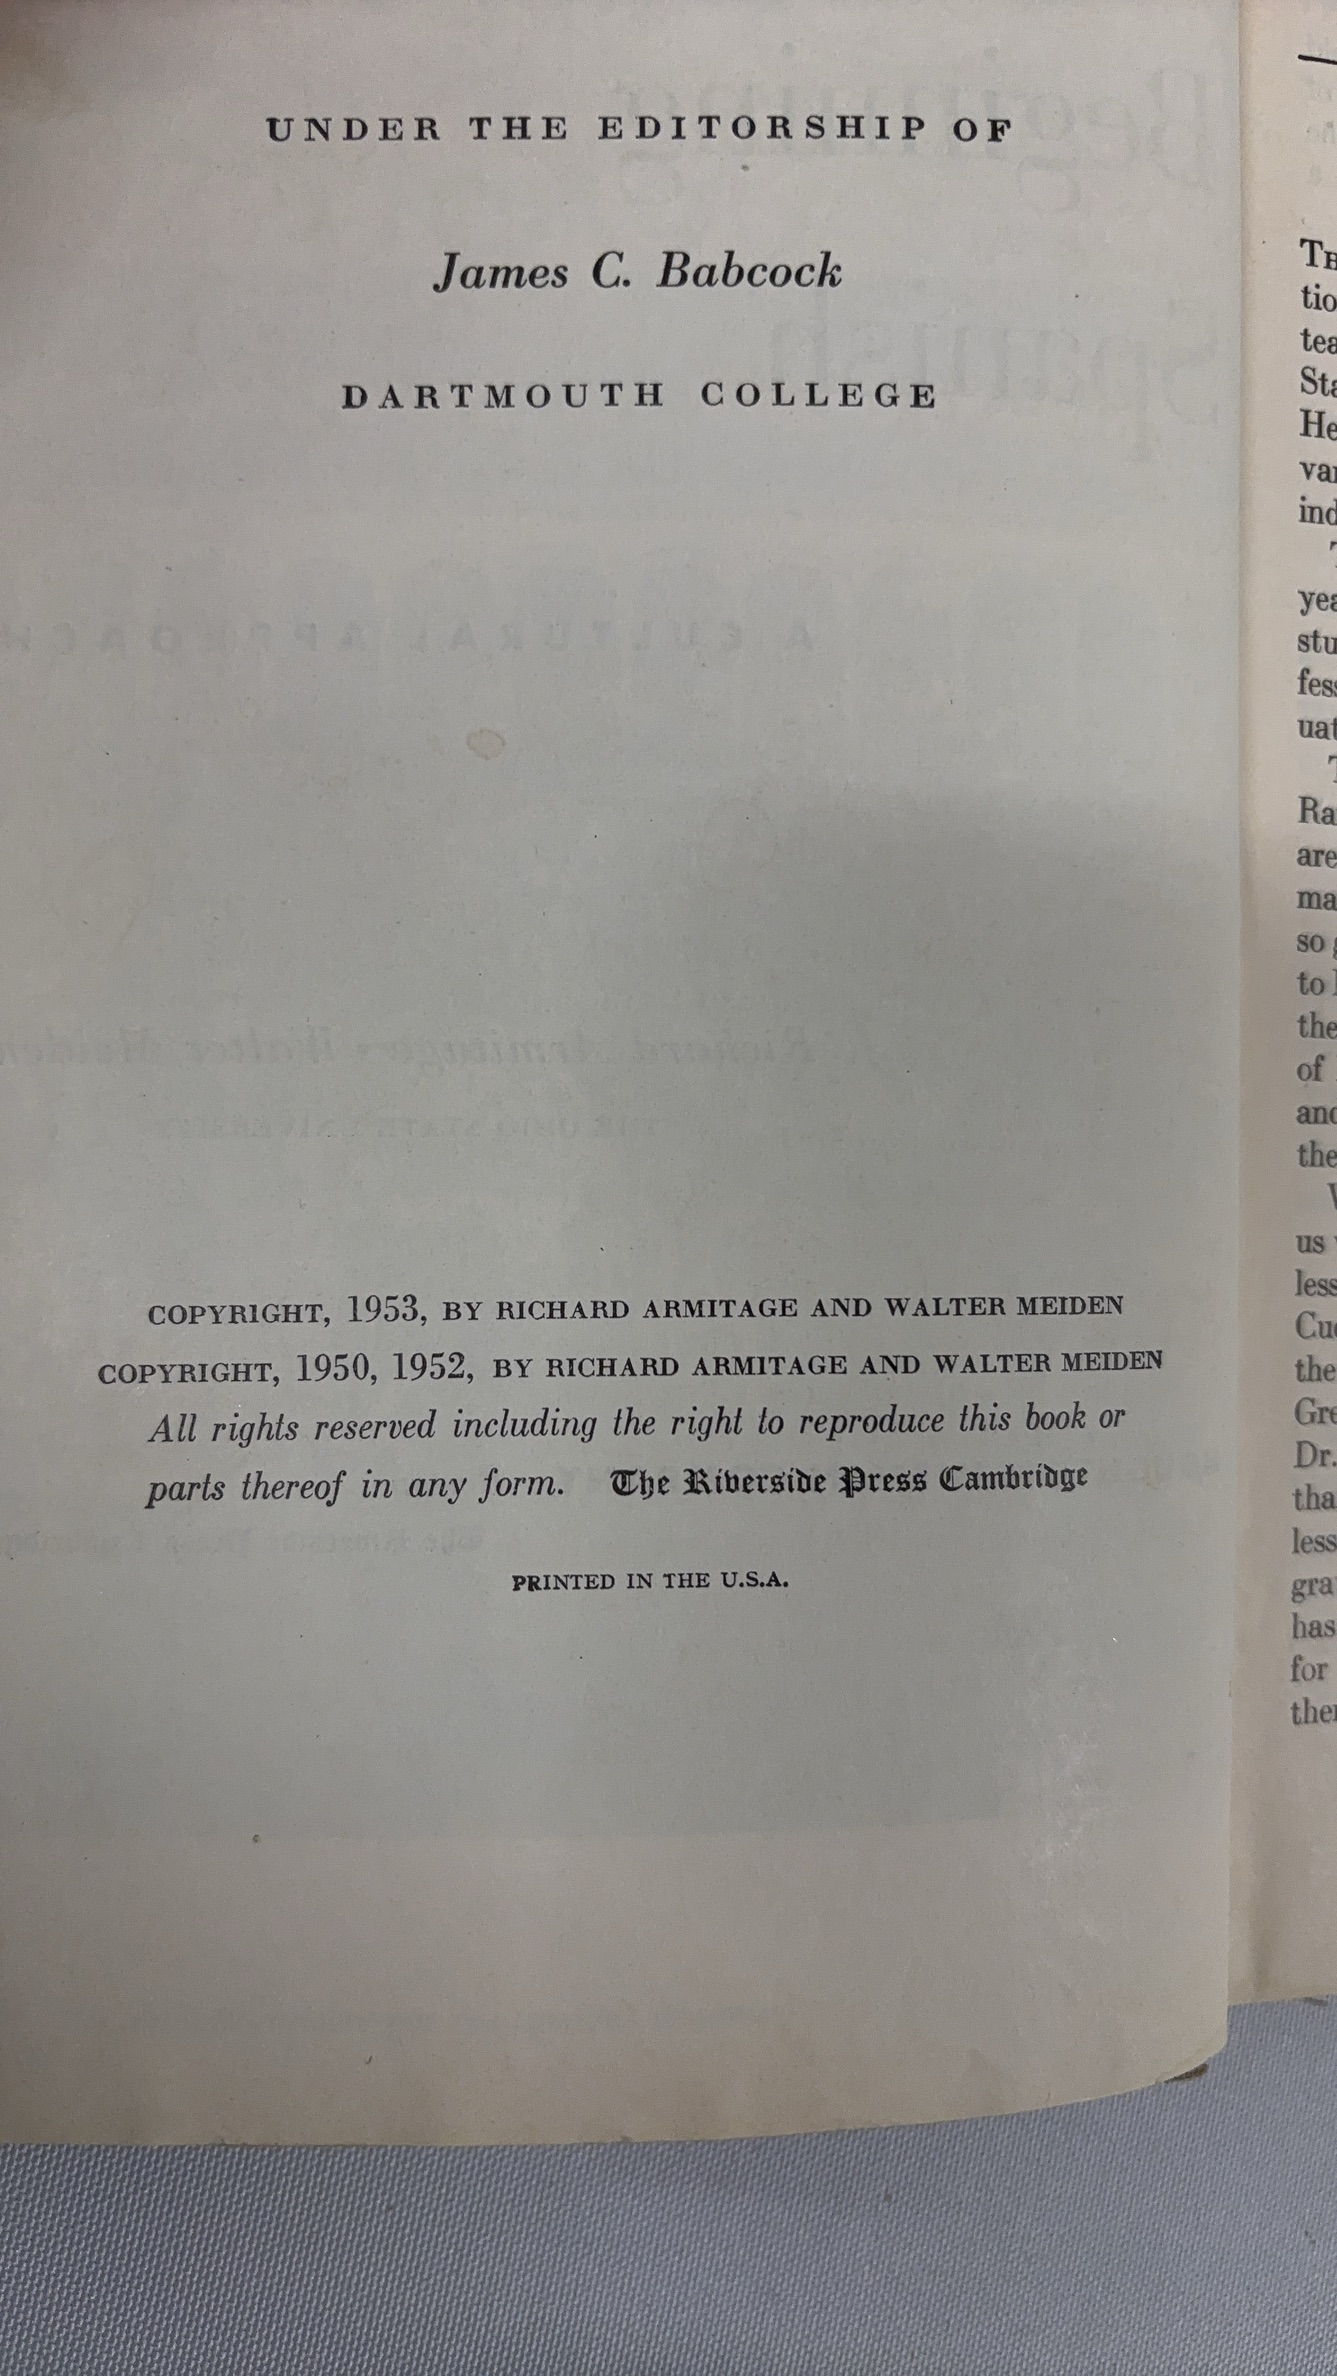 UNDER THE EDITORSHIP OF
James C. Babcock
DARTMOUTH COLLEGE
COPYRIGHT, 1953, BY RICHARD ARMITAGE AND WALTER MEIDEN
COPYRIGHT, 1950, 1952, BY RICHARD ARMITAGE AND WALTER MEIDEN
All rights reserved including the right to reproduce this book or
parts thereof in any form. The Riverside Press Cambridge
PRINTED IN THE U.S.A.